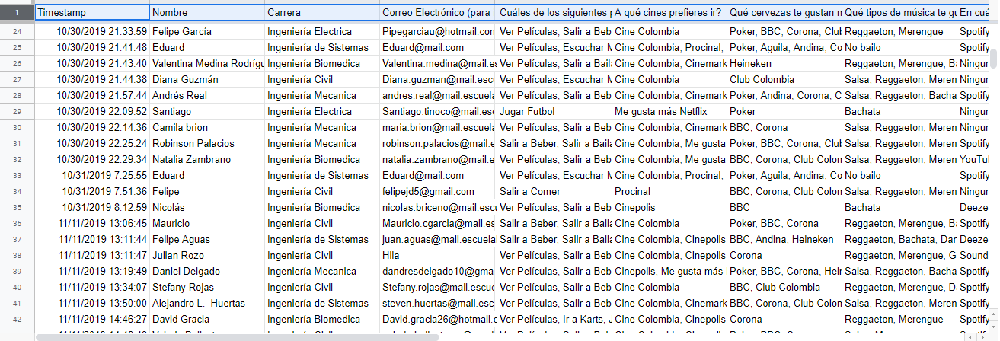 1 Timestamp Nombre Carrera Correo Electrónico (para i Cuáles de los siguientes p A qué cines prefieres ir? Qué cervezas te gustan n Qué tipos de música te gu En cuá
24 10/30/2019 21:33:59 Felipe García Ingeniería Electrica Pipegarciau@hotmail.con Ver Películas, Salir a Beb Cine Colombia Poker, BBC, Corona, Club Reggaeton, Merengue Spotify
25 10/30/2019 21:41:48 Eduard Ingeniería de Sistemas Eduard@mail.com Ver Películas, Escuchar M Cine Colombia, Procinal, Poker, Aguila, Andina, Co No bailo Spotify
26 10/30/2019 21:43:40 Valentina Medina Rodrígu Ingeniería Biomedica Valentina.medina@mail.es Ver Películas, Salir a Baila Cine Colombia, Cinemark Heineken Reggaeton, Merengue, Ba Ningun
27 10/30/2019 21:44:38 Diana Guzmán Ingeniería Civil Diana.guzman@mail.escu Ver Películas, Escuchar M Cine Colombia Club Colombia Salsa, Reggaeton, Meren Ningun
28 10/30/2019 21:57:44 Andrés Real Ingeniería Mecanica andres.real@mail.escuela Ver Películas, Salir a Beb Cine Colombia, Cinemark Poker, Andina, Corona, C Salsa, Reggaeton, Bacha Spotify
29 10/30/2019 22:09:52 Santiago Ingeniería Electrica Santiago.tinoco@mail.esc Jugar Futbol Me gusta más Netflix Poker Bachata Ningun
30 10/30/2019 22:14:36 Camila brion Ingeniería Mecanica maria.brion@mail.escuela Ver Películas, Salir a Beb Cine Colombia, Cinemark BBC, Corona Salsa, Reggaeton, Meren Ningun
31 10/30/2019 22:25:24 Robinson Palacios Ingeniería Mecanica robinson.palacios@mail.e Salir a Beber, Salir a Baila Cine Colombia, Me gusta Poker, BBC, Corona, Club Salsa, Reggaeton, Meren Spotify
32 10/30/2019 22:29:34 Natalia Zambrano Ingeniería Biomedica natalia.zambrano@mail.e Ver Películas, Salir a Beb Cine Colombia, Me gusta BBC, Corona, Club Colon Salsa, Reggaeton, Meren YouTu
33 10/31/2019 7:25:55 Eduard Ingeniería de Sistemas Eduard@mail.com Ver Películas, Escuchar M Cine Colombia, Procinal, Poker, Aguila, Andina, Co No bailo Spotify
34 10/31/2019 7:51:36 Felipe Ingeniería Civil felipejd5@gmail.com Salir a Comer Procinal BBC, Corona, Club Colon Salsa, Reggaeton, Meren Ningun
35 10/31/2019 8:12:59 Nicolás Ingeniería Biomedica nicolas.briceno@mail.esc Ver Películas, Salir a Beb Cinepolis BBC Bachata Deeze
36 11/11/2019 13:06:45 Mauricio Ingeniería Civil Mauricio.cgarcia@mail.es Salir a Beber, Salir a Baila Cine Colombia Poker, BBC, Corona Reggaeton, Merengue, Ba Spotify
37 11/11/2019 13:11:44 Felipe Aguas Ingeniería de Sistemas juan.aguas@mail.escuela Salir a Beber, Salir a Baila Cine Colombia, Cinepolis BBC, Andina, Heineken Reggaeton, Bachata, Dan Deeze
38 11/11/2019 13:11:47 Julian Rozo Ingeniería Civil Hila Ver Películas, Salir a Beb Cine Colombia, Cinepolis Corona Reggaeton, Merengue, D Sound
39 11/11/2019 13:19:49 Daniel Delgado Ingeniería Mecanica dandresdelgado10@gma Ver Películas, Salir a Beb Cinepolis, Me gusta más Poker, BBC, Corona, Hein Salsa, Reggaeton, Bacha Spotify
40 11/11/2019 13:34:07 Stefany Rojas Ingeniería Civil Stefany.rojas@mail.escue Ver Películas, Salir a Beb Cine Colombia BBC, Club Colombia Reggaeton, Merengue, D Spotify
41 11/11/2019 13:50:00 Alejandro L. Huertas Ingeniería de Sistemas steven.huertas@mail.esc Ver Películas, Salir a Beb Cine Colombia, Cinemark BBC, Corona, Club Colon Salsa, Reggaeton, Meren Spotify
42 11/11/2019 14:46:27 David Gracia Ingeniería Biomedica David.gracia26@hotmail.c Ver Películas, Ir a Karts, J Cine Colombia, Cinepolis Corona Reggaeton, Merengue Spotify